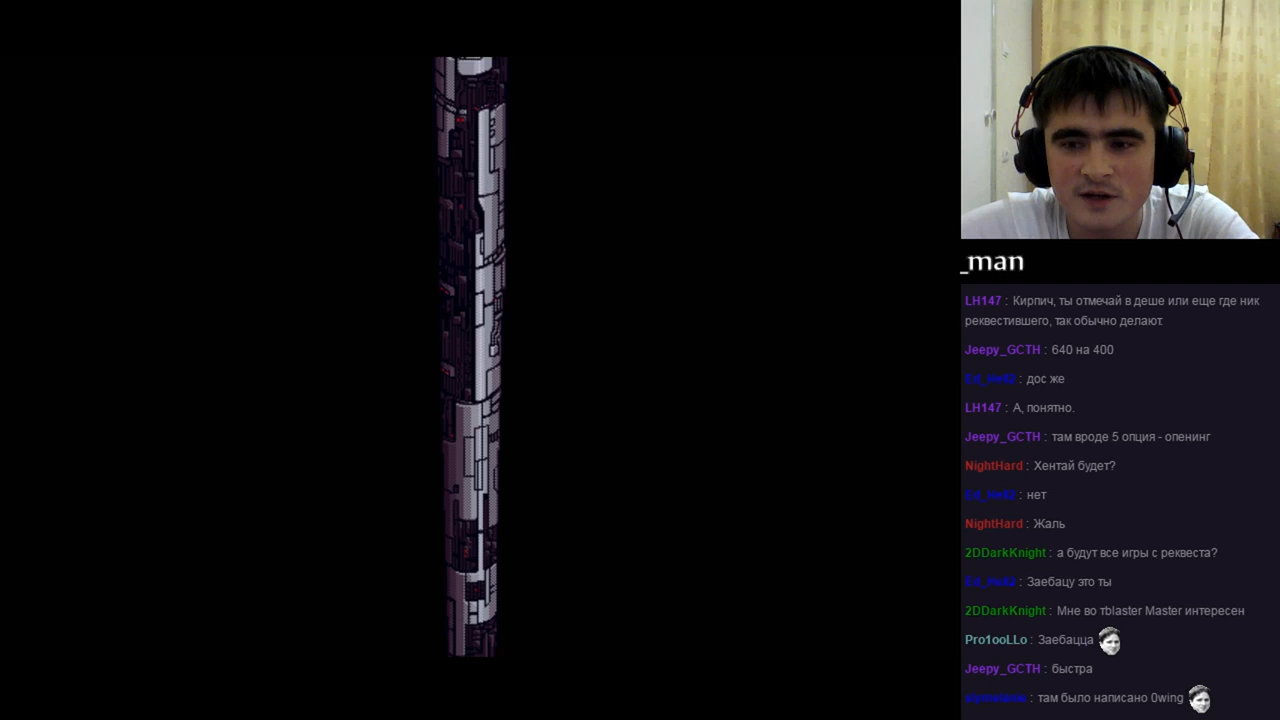 _man
LH147 : Кирпич, ты отмечай в деше или еще где ник
реквестившего, так обычно делают.
Jeepy_GCTH : 640 на 400
: дос же
LH147 : А, понятно.
Jeepy_GCTH : там вроде 5 опция - опенинг
NightHard : Хентай будет?
: нет
NightHard : Жаль
2DDarkKnight : а будут все игры с реквеста?
: Заебацу это ты
2DDarkKnight : Мне во тblaster Master интересен
Pro1ooLLo : Заебацца
Jeepy_GCTH : быстра
: там было написано 0wing